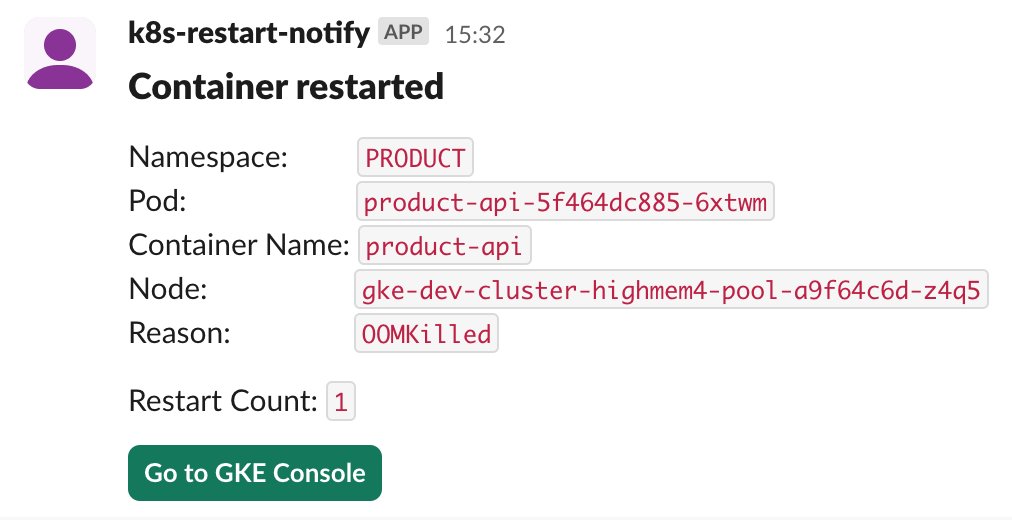 k8s-restart-notify APP 15:32
Container restarted
Namespace: PRODUCT
Pod: product-api-5f464dc885-6xtwm
Container Name: product-api
Node: gke-dev-cluster-highmem4-pool-a9f64c6d-z4q5
Reason: OOMKilled
Restart Count: 1
Go to GKE Console